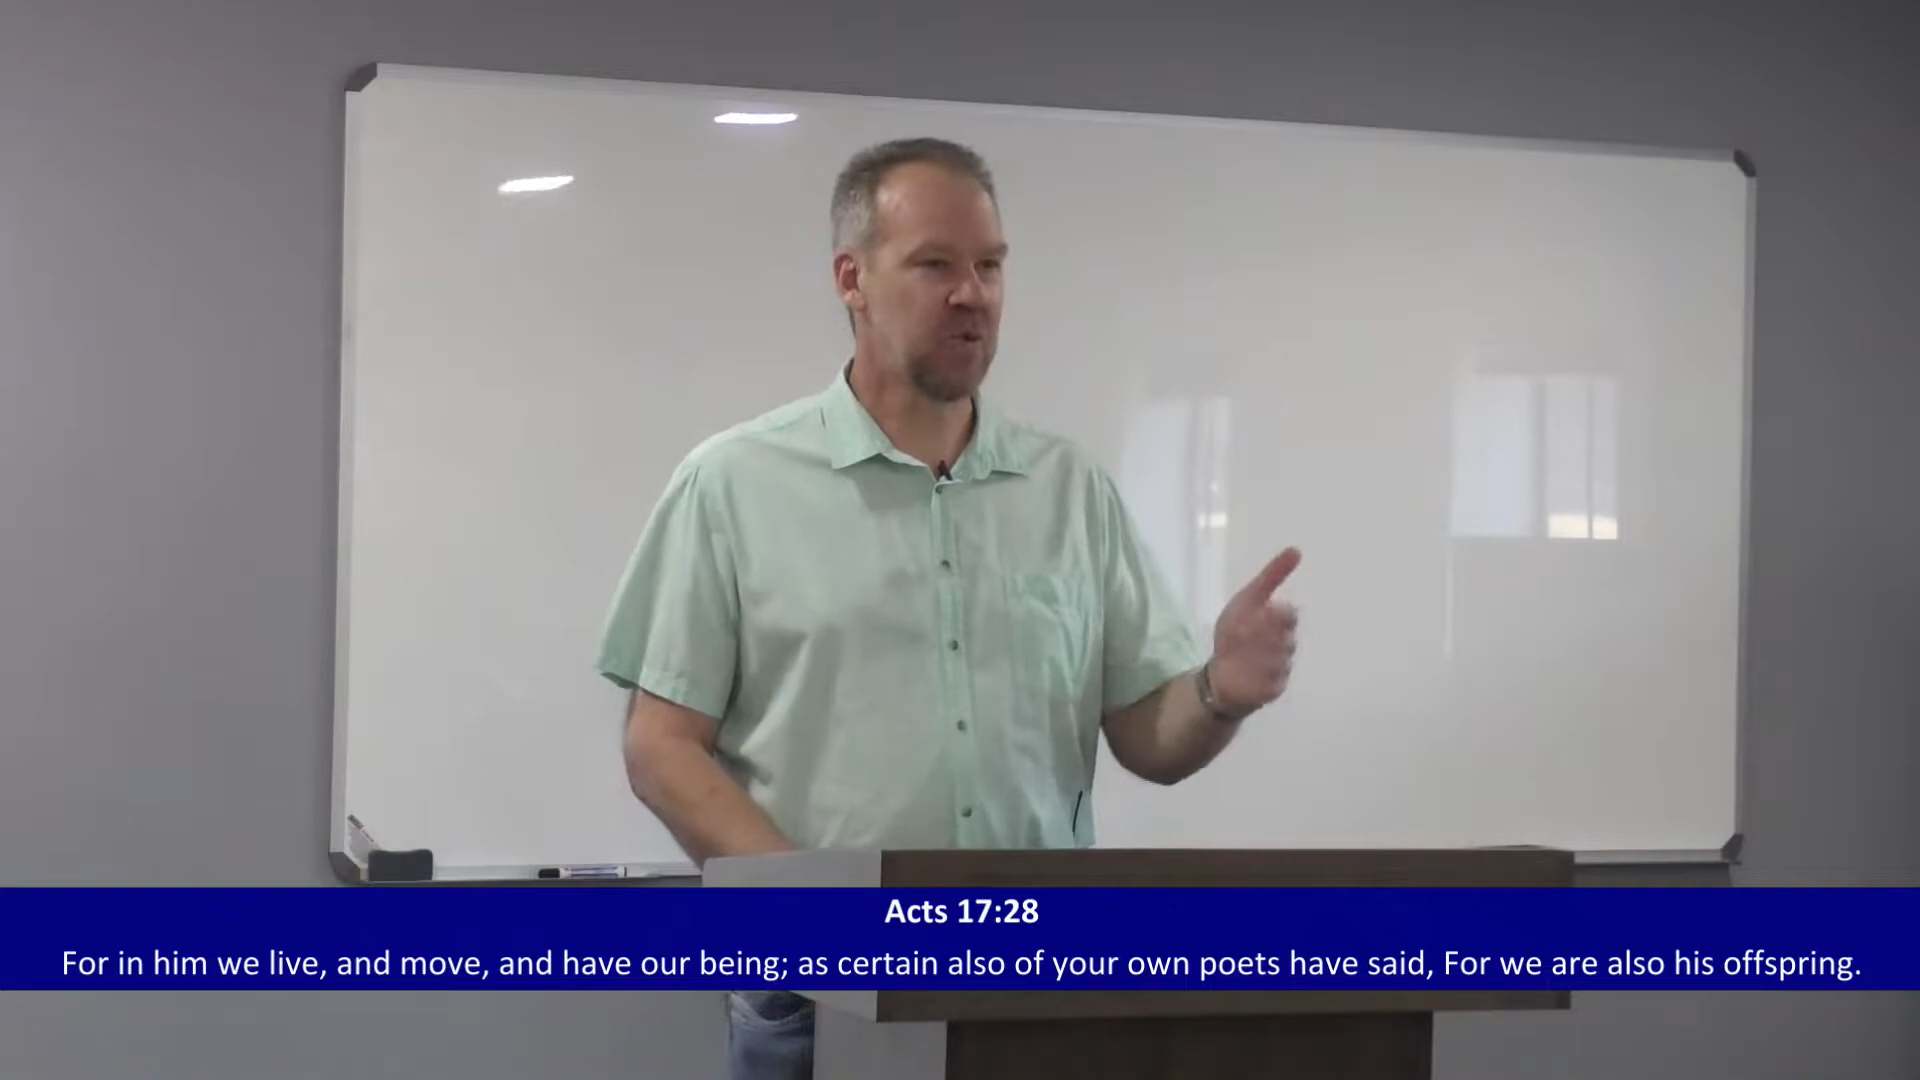 Acts 17:28
For in him we live, and move, and have our being; as certain also of your own poets have said, For we are also his offspring.